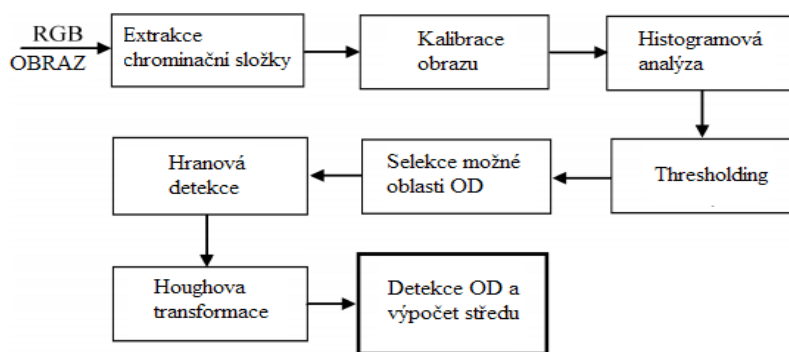 RGB
OBRAZ
Extrakce
chrominační složky
Kalibrace
obrazu
Histogramová
analýza
Thresholding
Selekce možné
oblasti OD
Hranová
detekce
Houghova
transformace
Detekce OD a
výpočet středu